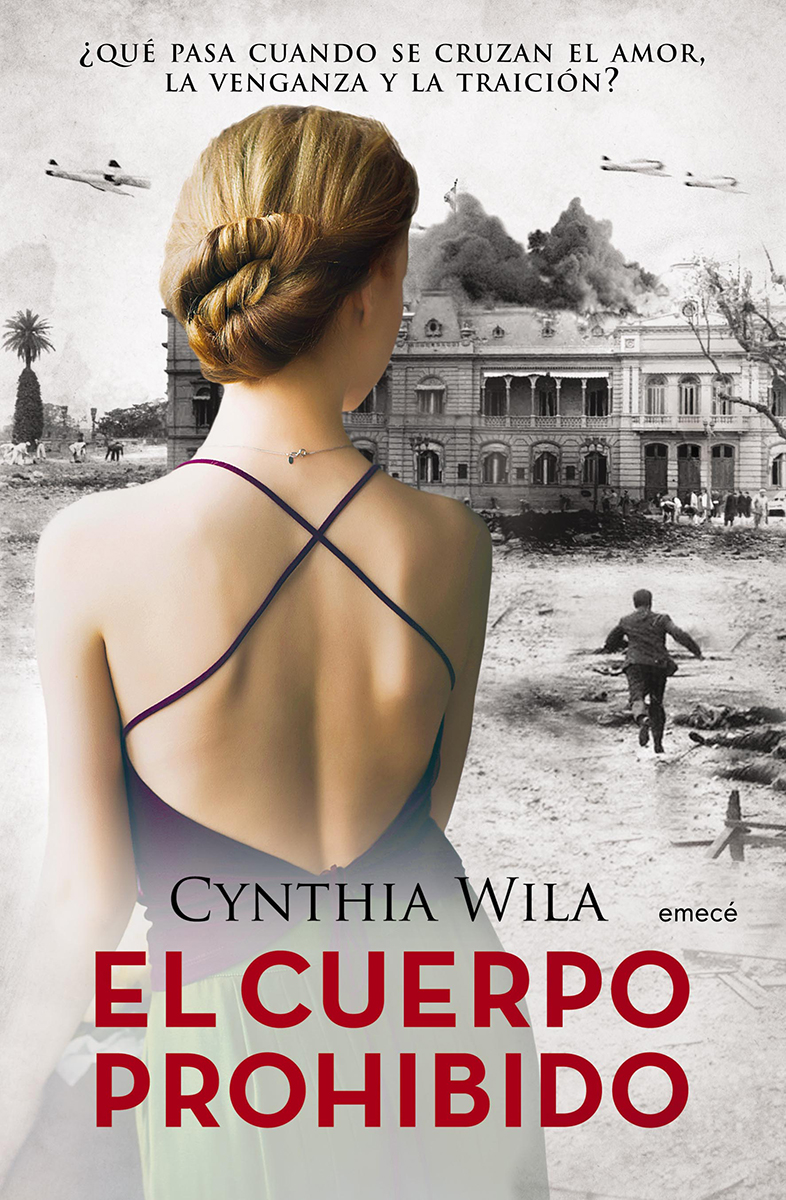 ¿QUÉ PASA CUANDO SE CRUZAN EL AMOR,
LA VENGANZA Y LA TRAICIÓN?
CYNTHIA WILA
emecé
EL CUERPO
PROHIBIDO